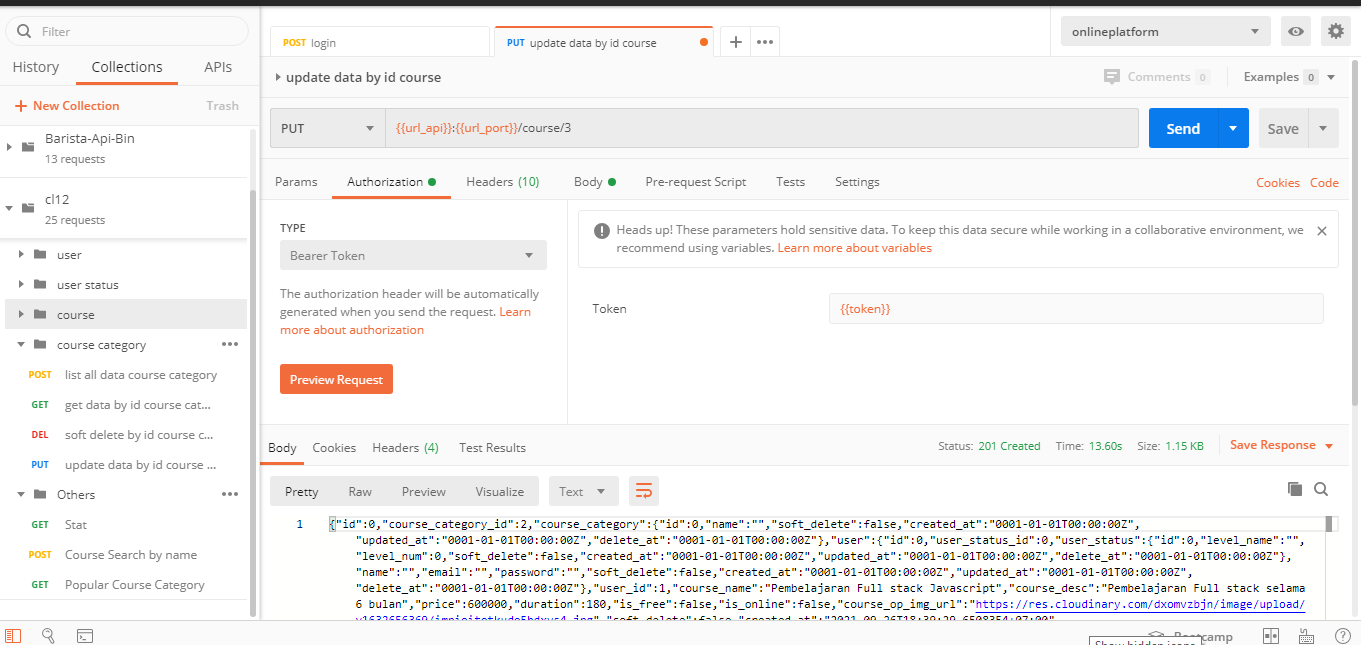 Filter
POST login
PUT update data by id course
onlineplatform
History Collections APIs
update data by id course
Comments 0
Examples 0
New Collection
Trash
Barista-Api-Bin
13 requests
PUT
{{url_api}}:{{url_port}}/course/3
Send
Save
Params Authorization Headers (10) Body Pre-request Script Tests Settings
Cookies Code
cl12
25 requests
TYPE
Bearer Token
Heads up! These parameters hold sensitive data. To keep this data secure while working in a collaborative environment, we
recommend using variables. Learn more about variables
The authorization header will be automatically
generated when you send the request. Learn
more about authorization
Token
{{token}}
Preview Request
user
user status
course
course category
POST list all data course category
GET get data by id course cat...
DEL soft delete by id course c...
PUT update data by id course ...
Others
GET Stat
POST Course Search by name
GET Popular Course Category
Body Cookies Headers (4) Test Results
Status: 201 Created Time: 13.60s Size: 1.15 KB
Save Response
Pretty Raw Preview Visualize Text
1 {"id":0,"course_category_id":2,"course_category":{"id":0,"name":"","soft_delete":false,"created_at":"0001-01-01T00:00:00Z",
"updated_at":"0001-01-01T00:00:00Z","delete_at":"0001-01-01T00:00:00Z"},"user":{"id":0,"user_status_id":0,"user_status":{"id":0,"level_name":"",
"level_num":0,"soft_delete":false,"created_at":"0001-01-01T00:00:00Z","updated_at":"0001-01-01T00:00:00Z","delete_at":"0001-01-01T00:00:00Z"},
"name":"","email":"","password":"","soft_delete":false,"created_at":"0001-01-01T00:00:00Z","updated_at":"0001-01-01T00:00:00Z",
"delete_at":"0001-01-01T00:00:00Z"},"user_id":1,"course_name":"Pembelajaran Full stack Javascript","course_desc":"Pembelajaran Full stack selama
6 bulan","price":600000,"duration":180,"is_free":false,"is_online":false,"course_op_img_url":"https://res.cloudinary.com/dxomvzbjn/image/upload/
Bootcamp
Show hidden icons